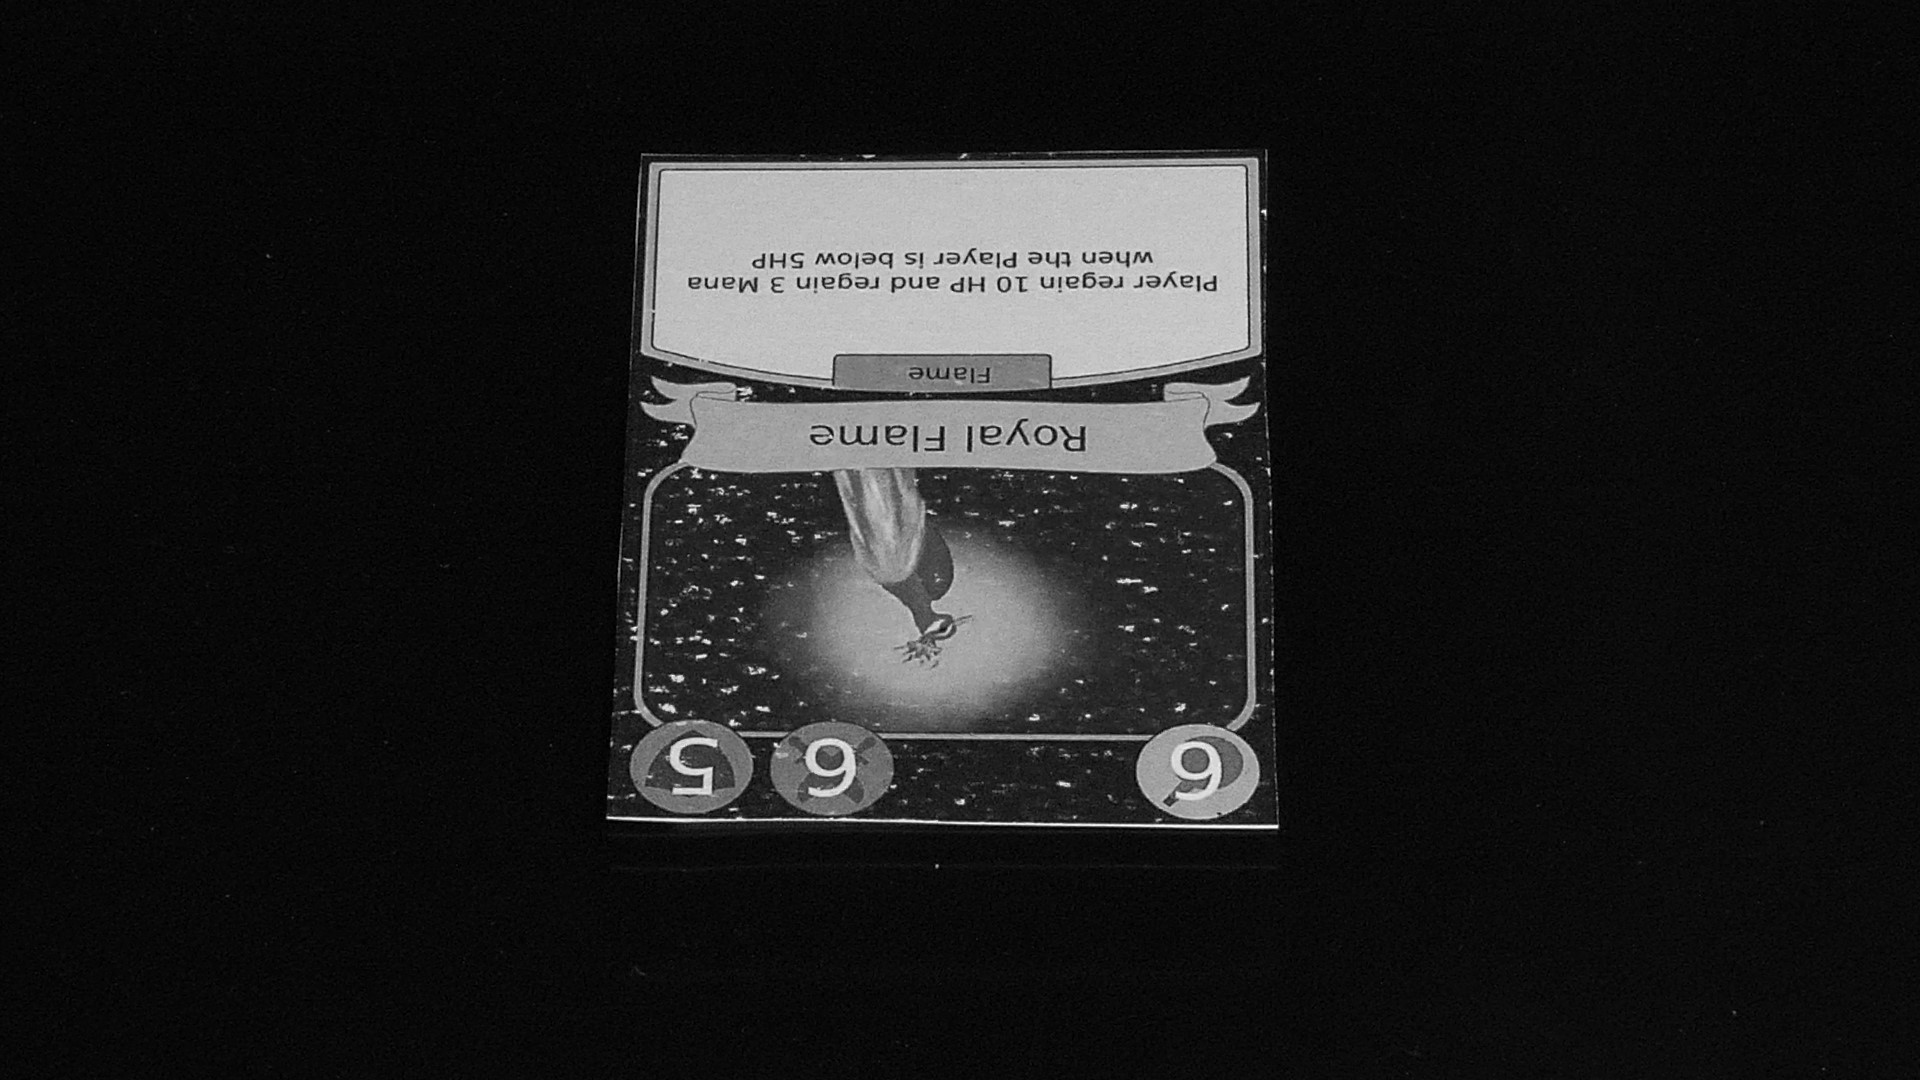 6 6 5
Royal Flame
Flame
Player regain 10 HP and regain 3 Mana
when the Player is below 5HP